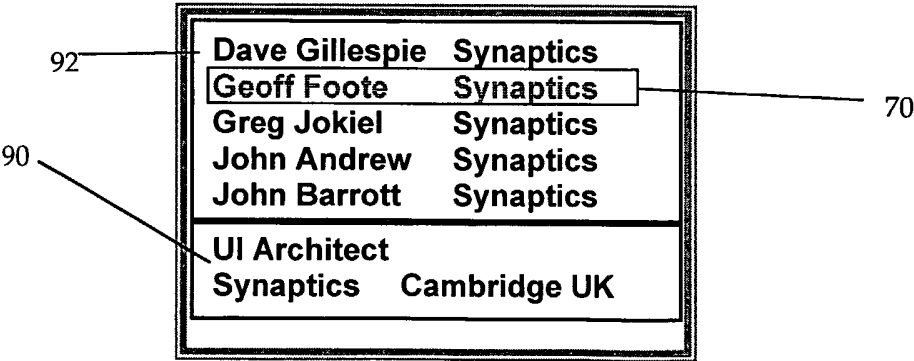 Dave Gillespie Synaptics
92
Geoff Foote Synaptics
70
Greg Jokiel Synaptics
90
John Andrew Synaptics
John Barrott Synaptics
UI Architect
Synaptics Cambridge UK